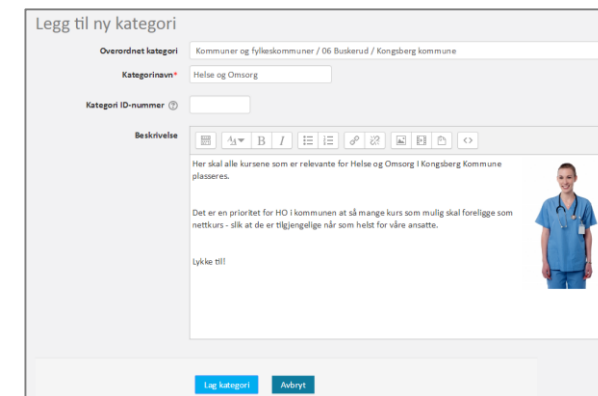 Legg til ny kategori
Overordnet kategori Kommuner og fylkeskommuner / 06 Buskerud / Kongsberg kommune
Kategorinavn* Helse og Omsorg
Kategori ID-nummer ?
Beskrivelse
B I
Her skal alle kursene som er relevante for Helse og Omsorg I Kongsberg Kommune
plasseres.
Det er en prioritet for HO i kommunen at så mange kurs som mulig skal foreligge som
nettkurs - slik at de er tilgjengelige når som helst for våre ansatte.
Lykke til!
Lag kategori Avbryt